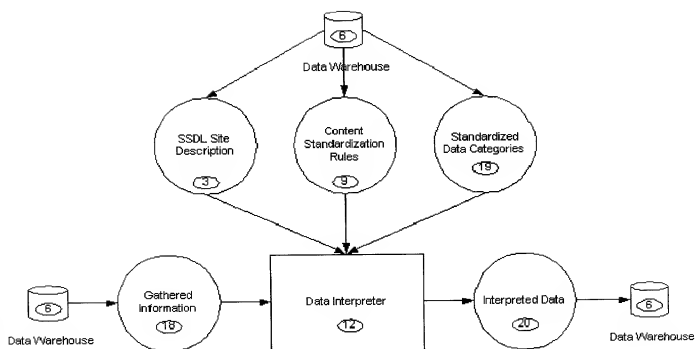 6
Data Warehouse
SSDL Site
Description
3
Content
Standardization
Rules
9
Standardized
Data Categories
19
6
Data Warehouse
Gathered
Information
18
Data Interpreter
12
Interpreted Data
20
6
Data Warehouse